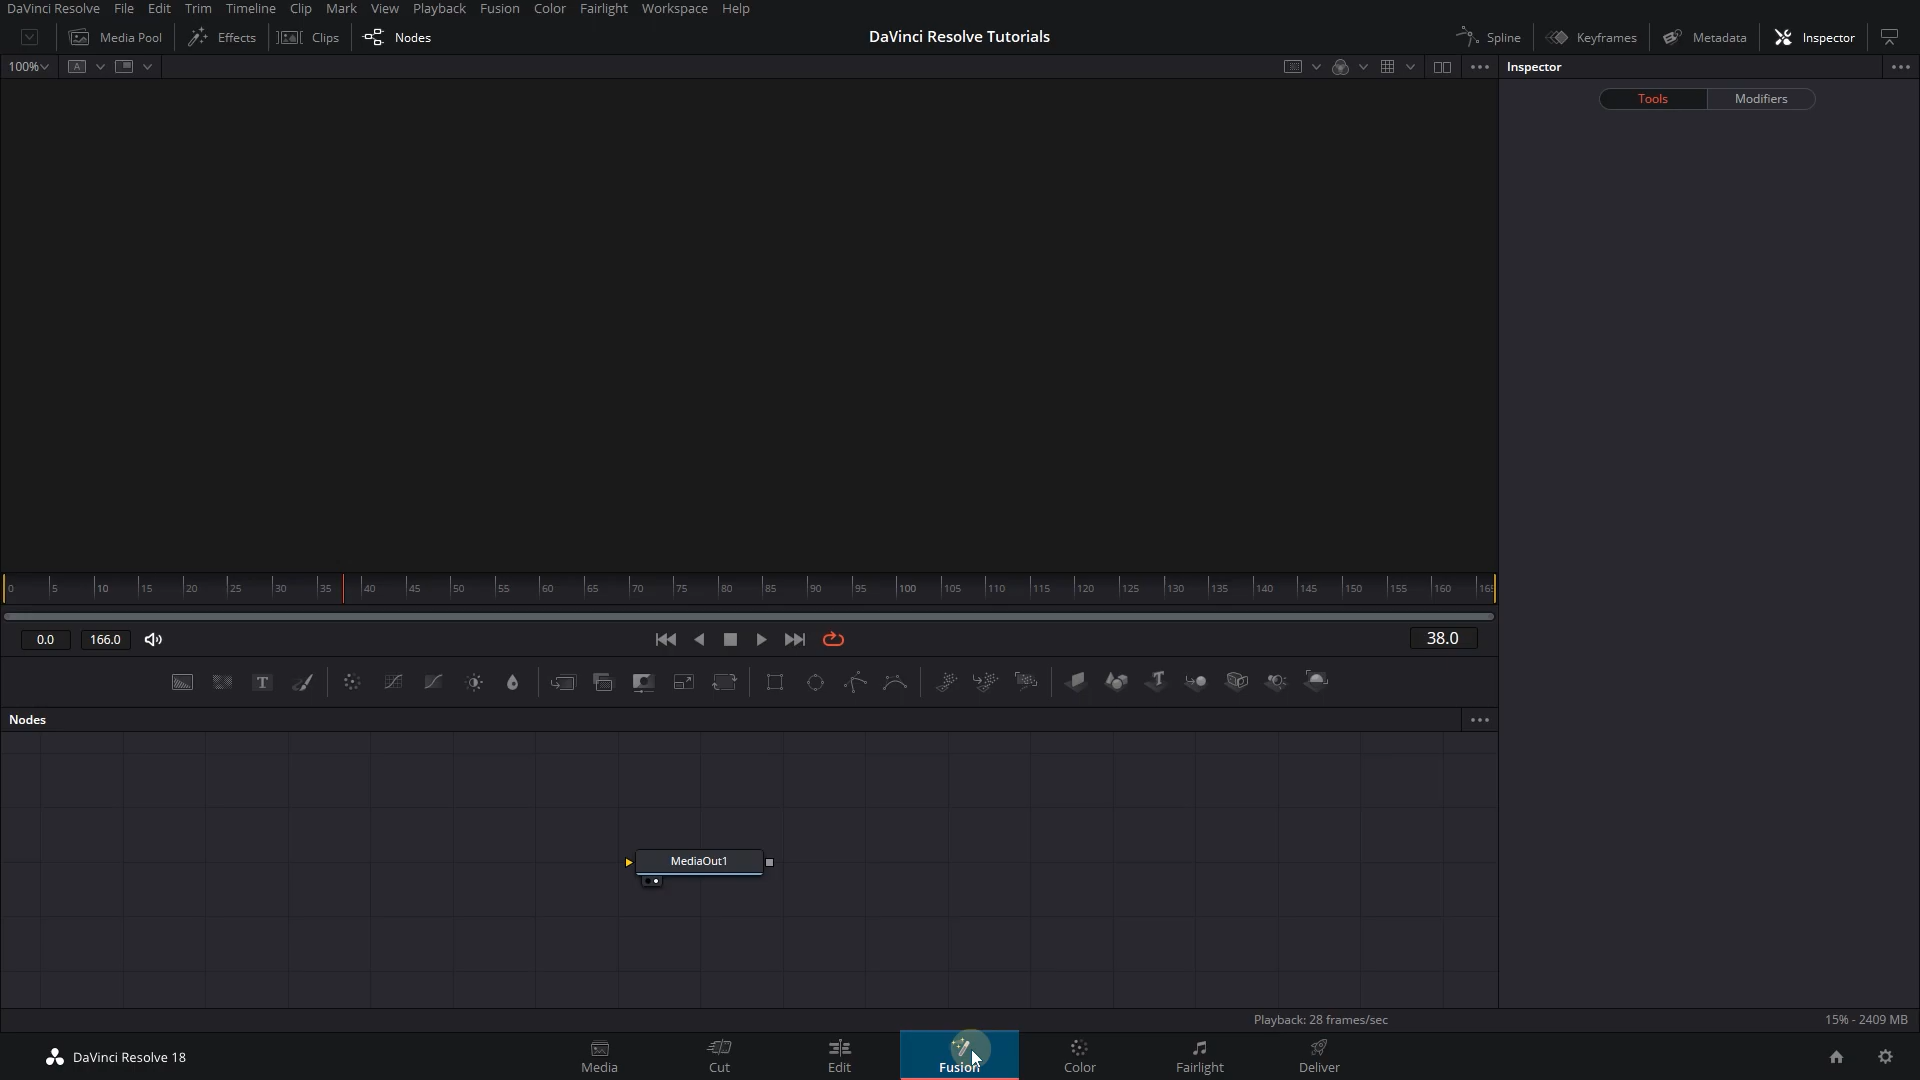 DaVinci Resolve File Edit Trim Timeline Clip Mark View Playback Fusion Color Fairlight Workspace Help
Media Pool Effects Clips Nodes DaVinci Resolve Tutorials Spline Keyframes Metadata Inspector
100% A Inspector
Tools Modifiers
0 5 10 15 20 25 30 35 40 45 50 55 60 65 70 75 80 85 90 95 100 105 110 115 120 125 130 135 140 145 150 155 160 165
0.0 166.0 38.0
T T
Nodes
MediaOut1
Playback: 28 frames/sec 15% - 2409 MB
DaVinci Resolve 18 Media Cut Edit Fusion Color Fairlight Deliver